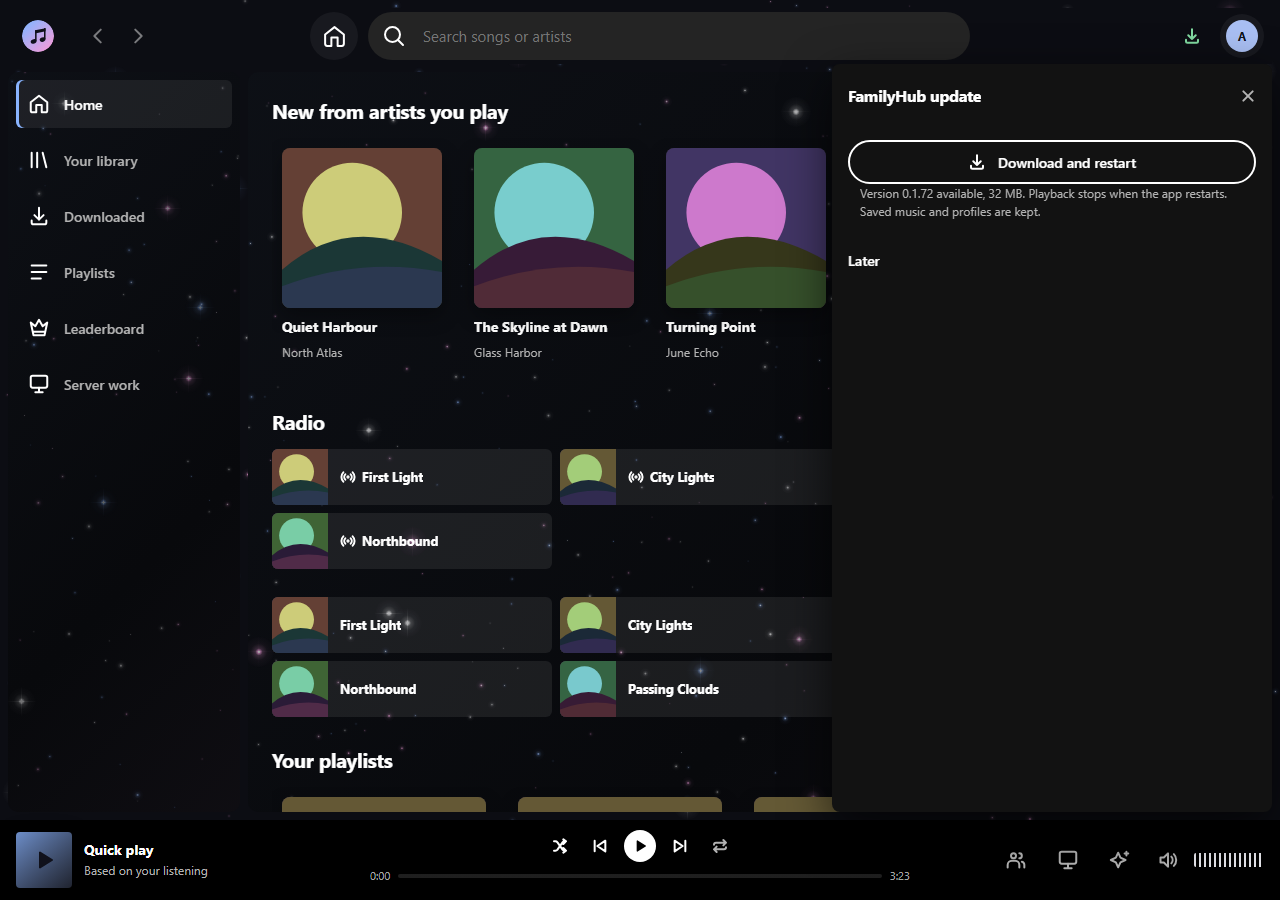 Search songs or artists
A
Home
Your library
Downloaded
Playlists
Leaderboard
Server work
New from artists you play
Quiet Harbour
North Atlas
The Skyline at Dawn
Glass Harbor
Turning Point
June Echo
Radio
First Light
City Lights
Northbound
First Light
City Lights
Northbound
Passing Clouds
Your playlists
FamilyHub update
Download and restart
Version 0.1.72 available, 32 MB. Playback stops when the app restarts.
Saved music and profiles are kept.
Later
Quick play
Based on your listening
0:00
3:23